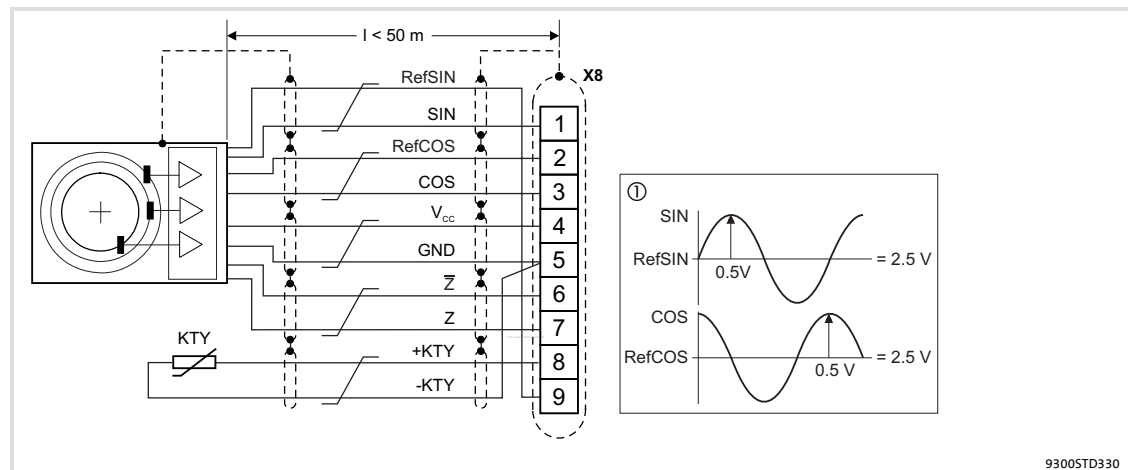 l < 50 m
X8
RefSIN
SIN
RefCOS
COS
Vcc
GND
Z̅
Z
KTY
+KTY
-KTY
1
2
3
4
5
6
7
8
9
①
SIN
RefSIN
0.5V
= 2.5 V
COS
RefCOS
0.5 V
= 2.5 V
9300STD330